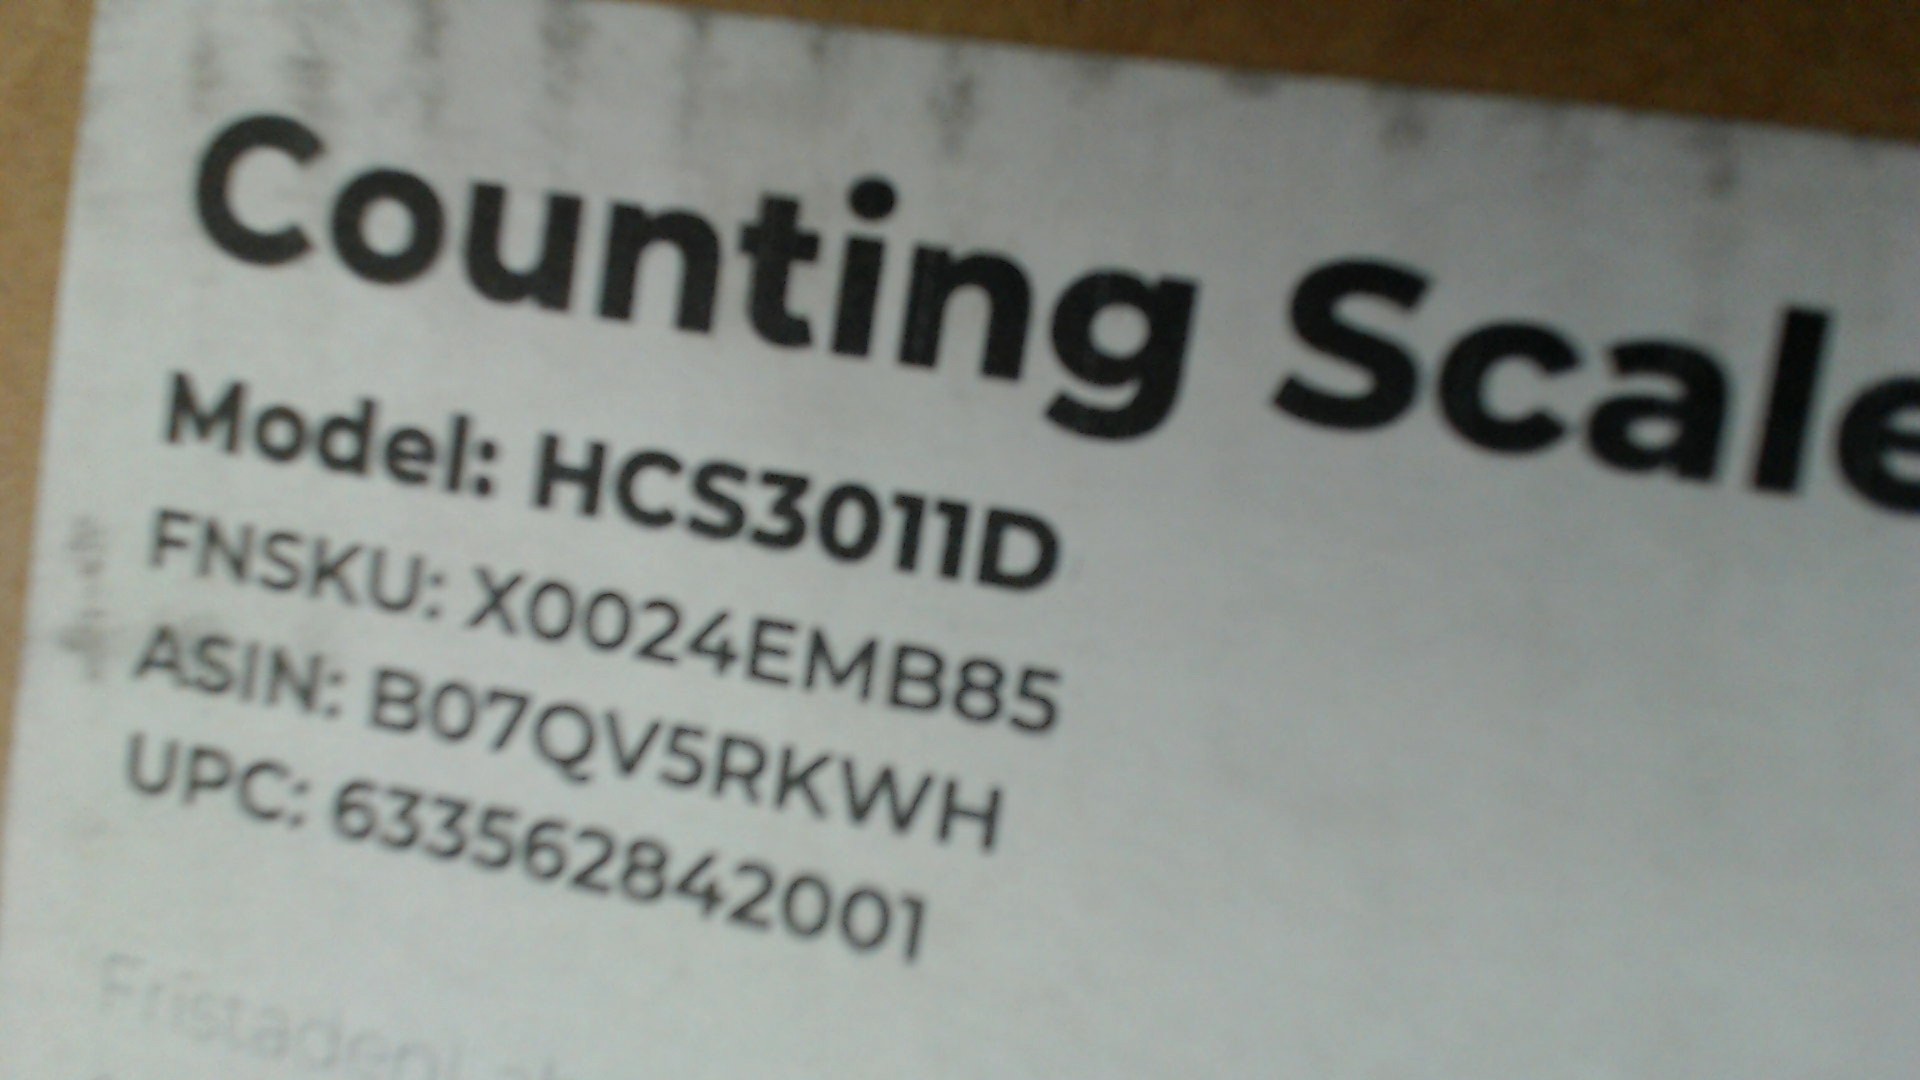 Counting Scale
Model: HCS3011D
FNSKU: X0024EMB85
ASIN: B07QV5RKWH
UPC: 633562842001